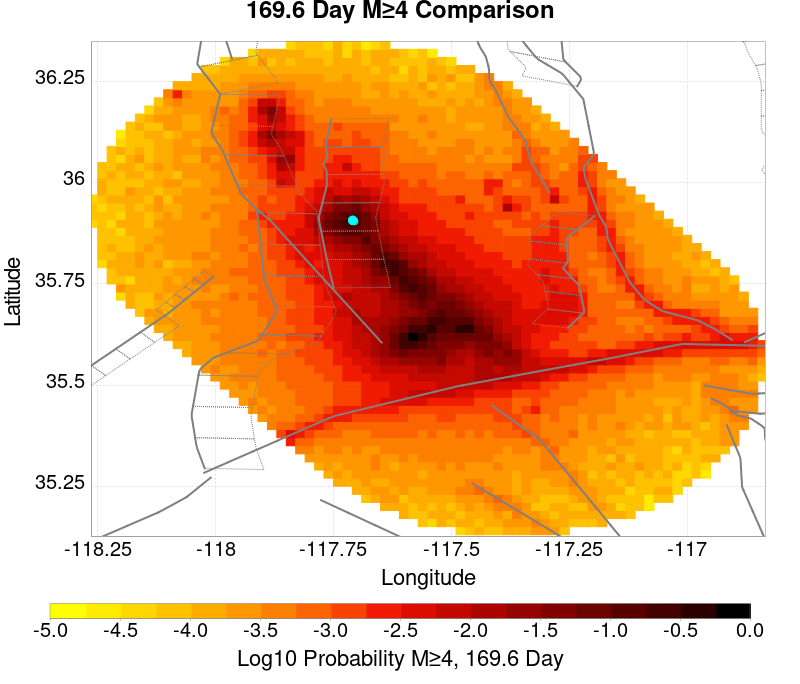 169.6 Day M≥4 Comparison
36.25
36
35.75
35.5
35.25
Latitude
-118.25 -118 -117.75 -117.5 -117.25 -117
Longitude
-5.0 -4.5 -4.0 -3.5 -3.0 -2.5 -2.0 -1.5 -1.0 -0.5 0.0
Log10 Probability M≥4, 169.6 Day